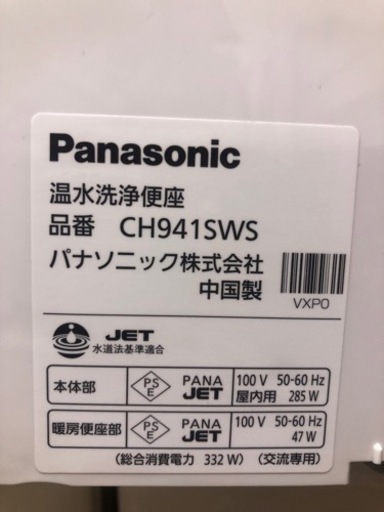 Panasonic
温水洗浄便座
品番 CH941SWS
パナソニック株式会社
中国製
VXP0
JET
水道法基準適合
本体部 PSE PANA JET 100 V 50-60 Hz
屋内用 285 W
暖房便座部 PSE PANA JET 100 V 50-60 Hz
47 W
(総合消費電力 332 W) (交流専用)